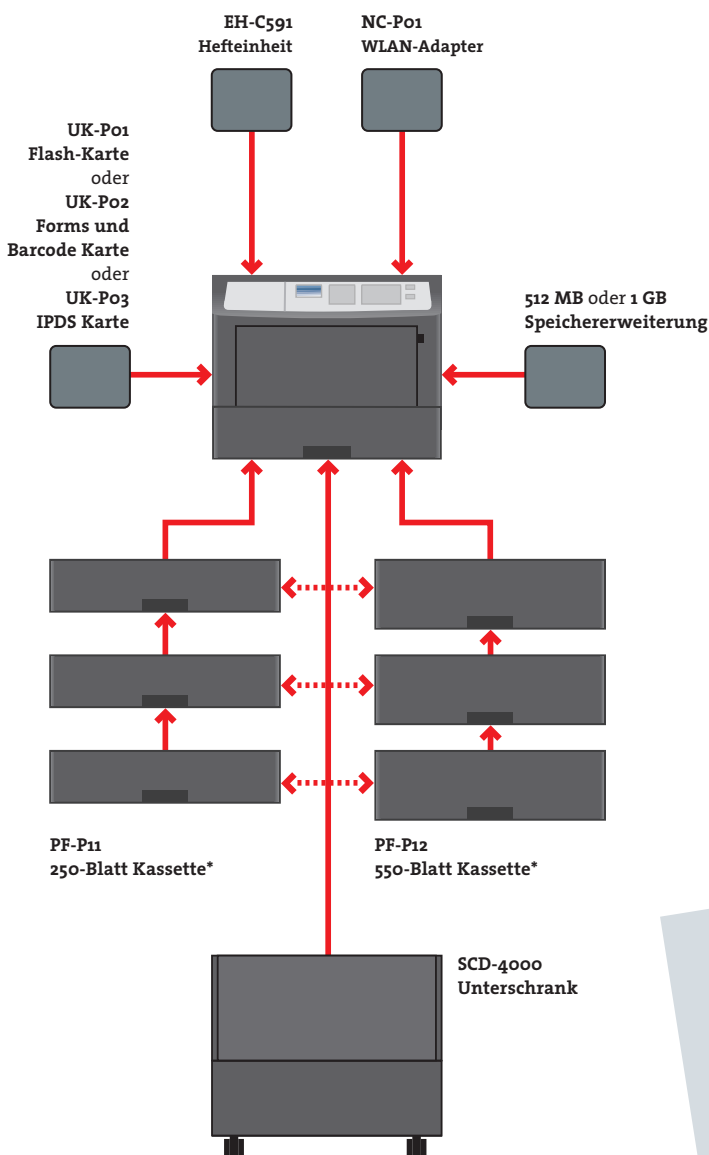 EH-C591
Hefteinheit
NC-P01
WLAN-Adapter
UK-P01
Flash-Karte
oder
UK-P02
Forms und
Barcode Karte
oder
UK-P03
IPDS Karte
512 MB oder 1 GB
Speichererweiterung
PF-P11
250-Blatt Kassette*
PF-P12
550-Blatt Kassette*
SCD-4000
Unterschrank